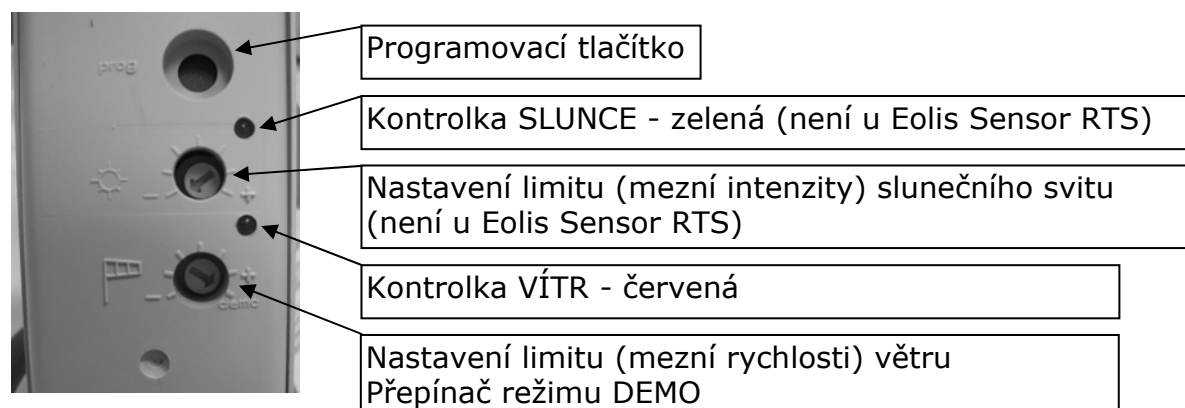 prog
Programovací tlačítko
Kontrolka SLUNCE - zelená (není u Eolis Sensor RTS)
Nastavení limitu (mezní intenzity) slunečního svitu
(není u Eolis Sensor RTS)
- +
Kontrolka VÍTR - červená
- +
demo
Nastavení limitu (mezní rychlosti) větru
Přepínač režimu DEMO